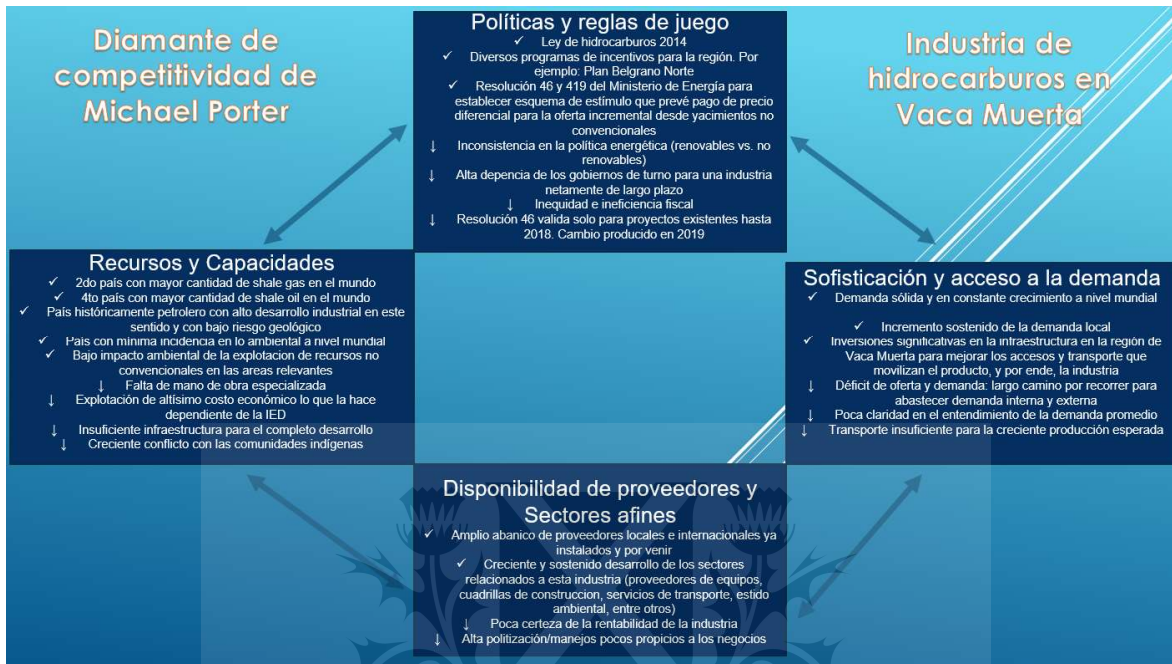 Diamante de
competitividad de
Michael Porter
Políticas y reglas de juego
✓ Ley de hidrocarburos 2014
✓ Diversos programas de incentivos para la región. Por
ejemplo: Plan Belgrano Norte
✓ Resolución 46 y 419 del Ministerio de Energía para
establecer esquema de estímulo que prevé pago de precio
diferencial para la oferta incremental desde yacimientos no
convencionales
↓ Inconsistencia en la política energética (renovables vs. no
renovables)
↓ Alta depencia de los gobiernos de turno para una industria
netamente de largo plazo
↓ Inequidad e ineficiencia fiscal
↓ Resolución 46 valida solo para proyectos existentes hasta
2018. Cambio producido en 2019
Industria de
hidrocarburos en
Vaca Muerta
Recursos y Capacidades
✓ 2do país con mayor cantidad de shale gas en el mundo
✓ 4to país con mayor cantidad de shale oil en el mundo
✓ País históricamente petrolero con alto desarrollo industrial en este
sentido y con bajo riesgo geológico
✓ País con mínima incidencia en lo ambiental a nivel mundial
✓ Bajo impacto ambiental de la explotacion de recursos no
convencionales en las areas relevantes
↓ Falta de mano de obra especializada
↓ Explotación de altísimo costo económico lo que la hace
dependiente de la IED
↓ Insuficiente infraestructura para el completo desarrollo
↓ Creciente conflicto con las comunidades indígenas
Sofisticación y acceso a la demanda
✓ Demanda sólida y en constante crecimiento a nivel mundial
✓ Incremento sostenido de la demanda local
✓ Inversiones significativas en la infraestructura en la región de
Vaca Muerta para mejorar los accesos y transporte que
movilizan el producto, y por ende, la industria
↓ Déficit de oferta y demanda: largo camino por recorrer para
abastecer demanda interna y externa
↓ Poca claridad en el entendimiento de la demanda promedio
↓ Transporte insuficiente para la creciente producción esperada
Disponibilidad de proveedores y
Sectores afines
✓ Amplio abanico de proveedores locales e internacionales ya
instalados y por venir
✓ Creciente y sostenido desarrollo de los sectores
relacionados a esta industria (proveedores de equipos,
cuadrillas de construccion, servicios de transporte, estido
ambiental, entre otros)
↓ Poca certeza de la rentabilidad de la industria
↓ Alta politización/manejos pocos propicios a los negocios